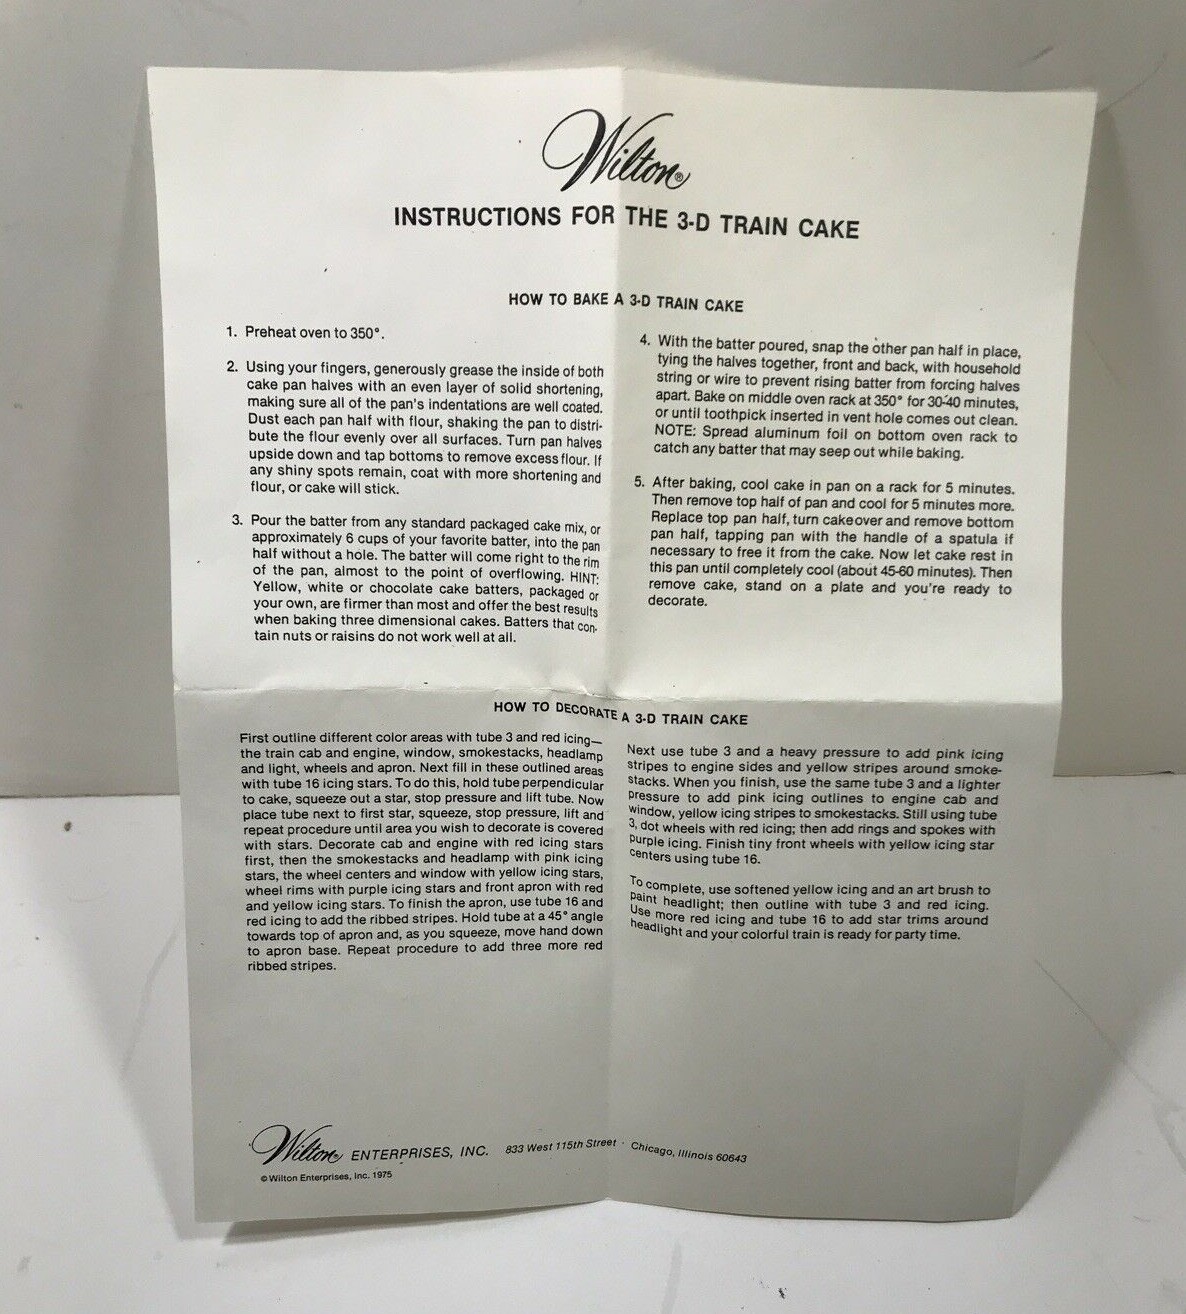 Wilton®
INSTRUCTIONS FOR THE 3-D TRAIN CAKE
HOW TO BAKE A 3-D TRAIN CAKE
1. Preheat oven to 350°.
2. Using your fingers, generously grease the inside of both
cake pan halves with an even layer of solid shortening,
making sure all of the pan's indentations are well coated.
Dust each pan half with flour, shaking the pan to distri-
bute the flour evenly over all surfaces. Turn pan halves
upside down and tap bottoms to remove excess flour. If
any shiny spots remain, coat with more shortening and
flour, or cake will stick.
3. Pour the batter from any standard packaged cake mix, or
approximately 6 cups of your favorite batter, into the pan
half without a hole. The batter will come right to the rim
of the pan, almost to the point of overflowing. HINT:
Yellow, white or chocolate cake batters, packaged or
your own, are firmer than most and offer the best results
when baking three dimensional cakes. Batters that con-
tain nuts or raisins do not work well at all.
4. With the batter poured, snap the other pan half in place,
tying the halves together, front and back, with household
string or wire to prevent rising batter from forcing halves
apart. Bake on middle oven rack at 350° for 30-40 minutes,
or until toothpick inserted in vent hole comes out clean.
NOTE: Spread aluminum foil on bottom oven rack to
catch any batter that may seep out while baking.
5. After baking, cool cake in pan on a rack for 5 minutes.
Then remove top half of pan and cool for 5 minutes more.
Replace top pan half, turn cake over and remove bottom
pan half, tapping pan with the handle of a spatula if
necessary to free it from the cake. Now let cake rest in
this pan until completely cool (about 45-60 minutes). Then
remove cake, stand on a plate and you're ready to
decorate.
HOW TO DECORATE A 3-D TRAIN CAKE
First outline different color areas with tube 3 and red icing—
the train cab and engine, window, smokestacks, headlamp
and light, wheels and apron. Next fill in these outlined areas
with tube 16 icing stars. To do this, hold tube perpendicular
to cake, squeeze out a star, stop pressure and lift tube. Now
place tube next to first star, squeeze, stop pressure, lift and
repeat procedure until area you wish to decorate is covered
with stars. Decorate cab and engine with red icing stars
first, then the smokestacks and headlamp with pink icing
stars, the wheel centers and window with yellow icing stars,
wheel rims with purple icing stars and front apron with red
and yellow icing stars. To finish the apron, use tube 16 and
red icing to add the ribbed stripes. Hold tube at a 45° angle
towards top of apron and, as you squeeze, move hand down
to apron base. Repeat procedure to add three more red
ribbed stripes.
Next use tube 3 and a heavy pressure to add pink icing
stripes to engine sides and yellow stripes around smoke-
stacks. When you finish, use the same tube 3 and a lighter
pressure to add pink icing outlines to engine cab and
window, yellow icing stripes to smokestacks. Still using tube
3, dot wheels with red icing; then add rings and spokes with
purple icing. Finish tiny front wheels with yellow icing star
centers using tube 16.
To complete, use softened yellow icing and an art brush to
paint headlight; then outline with tube 3 and red icing.
Use more red icing and tube 16 to add star trims around
headlight and your colorful train is ready for party time.
Wilton® ENTERPRISES, INC. 833 West 115th Street · Chicago, Illinois 60643
© Wilton Enterprises, Inc. 1975